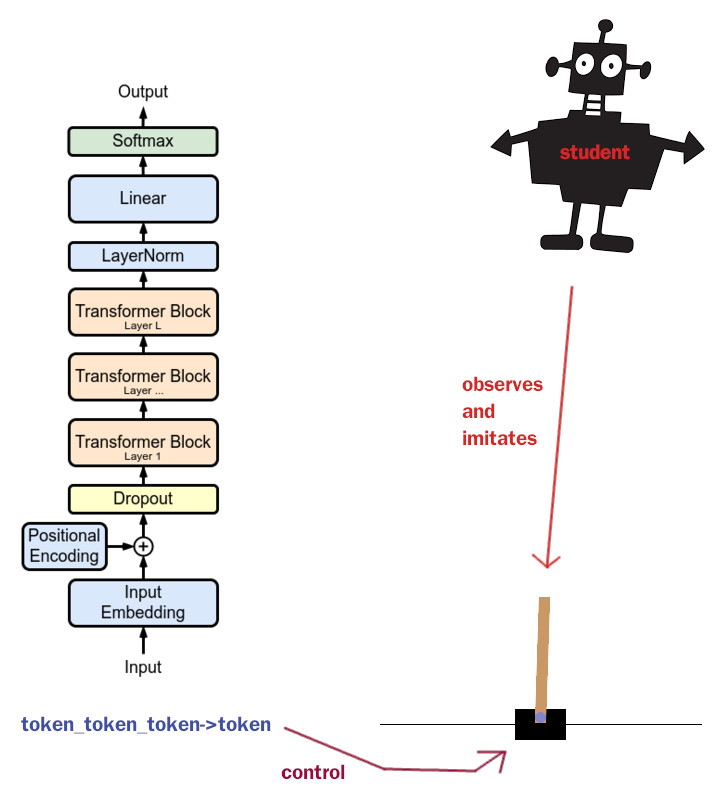 Output
Softmax
Linear
LayerNorm
Transformer Block
Layer L
Transformer Block
Layer ...
Transformer Block
Layer 1
Dropout
Positional
Encoding
+
Input
Embedding
Input
token_token_token->token
control
student
observes
and
imitates